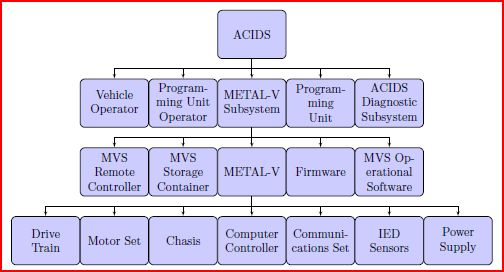 ACIDS
Vehicle
Operator
Program-
ming Unit
Operator
METAL-V
Subsystem
Program-
ming
Unit
ACIDS
Diagnostic
Subsystem
MVS
Remote
Controller
MVS
Storage
Container
METAL-V
Firmware
MVS Op-
erational
Software
Drive
Train
Motor Set
Chasis
Computer
Controller
Communi-
cations Set
IED
Sensors
Power
Supply